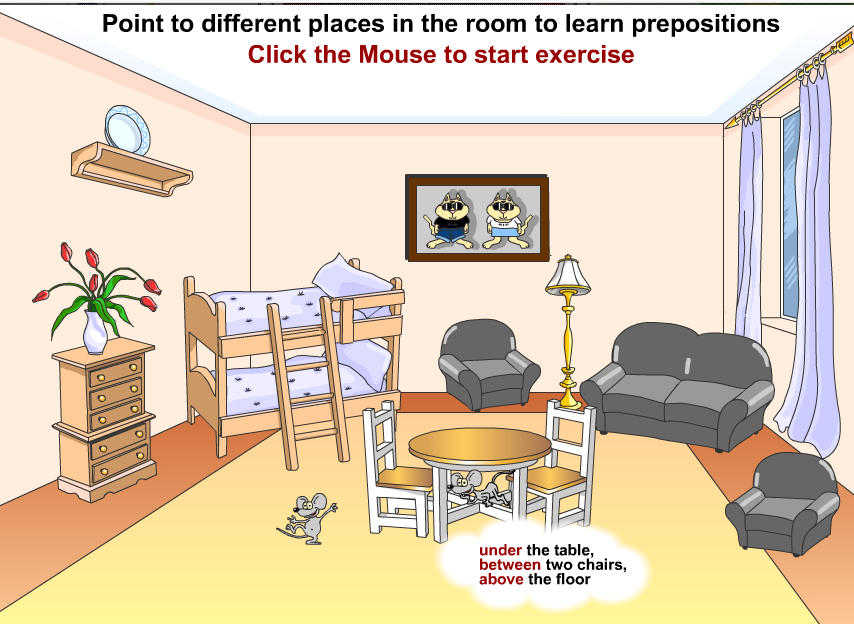 Point to different places in the room to learn prepositions
Click the Mouse to start exercise
under the table,
between two chairs,
above the floor